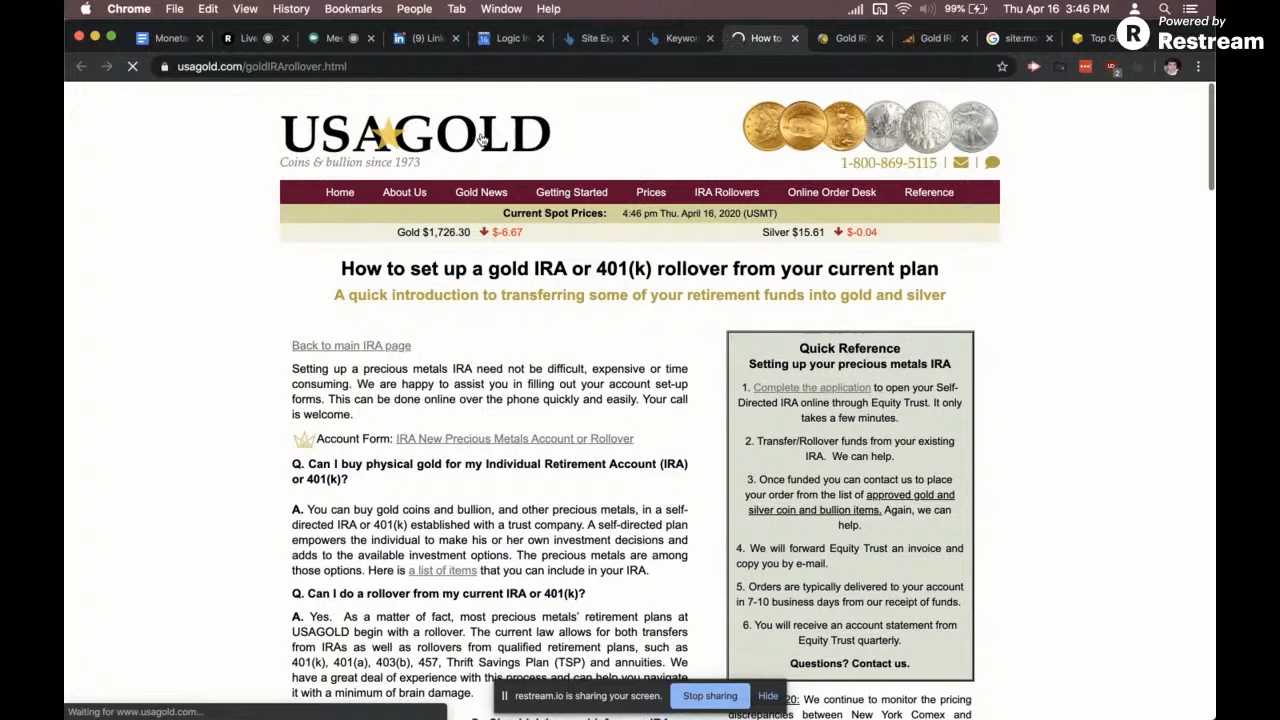 Chrome File Edit View History Bookmarks People Tab Window Help
99% Thu Apr 16 3:46 PM
Powered by
Restream
Moneta
Live
Me
(1) Lin
Logic In
Site Exp
Keywor
How to
Gold IR
Gold IR
site:mo
Top G
usagold.com/goldIRArollover.html
USAGOLD
Coins & bullion since 1973
1-800-869-5115
Home About Us Gold News Getting Started Prices IRA Rollovers Online Order Desk Reference
Current Spot Prices: 4:46 pm Thu. April 16, 2020 (USMT)
Gold $1,726.30 $-6.67 Silver $15.61 $-0.04
How to set up a gold IRA or 401(k) rollover from your current plan
A quick introduction to transferring some of your retirement funds into gold and silver
Back to main IRA page
Setting up a precious metals IRA need not be difficult, expensive or time
consuming. We are happy to assist you in filling out your account set-up
forms. This can be done online over the phone quickly and easily. Your call
is welcome.
Account Form: IRA New Precious Metals Account or Rollover
Q. Can I buy physical gold for my Individual Retirement Account (IRA)
or 401(k)?
A. You can buy gold coins and bullion, and other precious metals, in a self-
directed IRA or 401(k) established with a trust company. A self-directed plan
empowers the individual to make his or her own investment decisions and
adds to the available investment options. The precious metals are among
those options. Here is a list of items that you can include in your IRA.
Q. Can I do a rollover from my current IRA or 401(k)?
A. Yes. As a matter of fact, most precious metals' retirement plans at
USAGOLD begin with a rollover. The current law allows for both transfers
from IRAs as well as rollovers from qualified retirement plans, such as
401(k), 401(a), 403(b), 457, Thrift Savings Plan (TSP) and annuities. We
have a great deal of experience with this process and can help you navigate
it with a minimum of brain damage.
Quick Reference
Setting up your precious metals IRA
1. Complete the application to open your Self-
Directed IRA online through Equity Trust. It only
takes a few minutes.
2. Transfer/Rollover funds from your existing
IRA. We can help.
3. Once funded you can contact us to place
your order from the list of approved gold and
silver coin and bullion items. Again, we can
help.
4. We will forward Equity Trust an invoice and
copy you by e-mail.
5. Orders are typically delivered to your account
in 7-10 business days from our receipt of funds.
6. You will receive an account statement from
Equity Trust quarterly.
Questions? Contact us.
20: We continue to monitor the pricing
discrepancies between New York Comex and
restream.io is sharing your screen. Stop sharing Hide
Waiting for www.usagold.com...